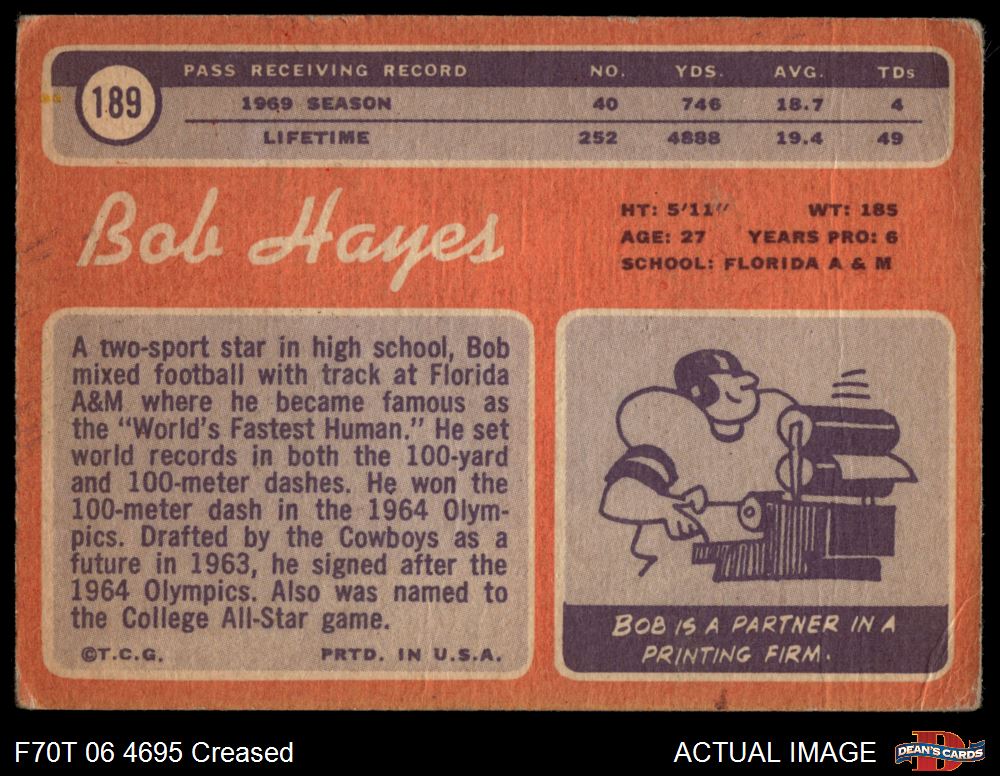 189
PASS RECEIVING RECORD NO. YDS. AVG. TDs
1969 SEASON 40 746 18.7 4
LIFETIME 252 4888 19.4 49
Bob Hayes
HT: 5'11" WT: 185
AGE: 27 YEARS PRO: 6
SCHOOL: FLORIDA A & M
A two-sport star in high school, Bob
mixed football with track at Florida
A&M where he became famous as
the "World's Fastest Human." He set
world records in both the 100-yard
and 100-meter dashes. He won the
100-meter dash in the 1964 Olym-
pics. Drafted by the Cowboys as a
future in 1963, he signed after the
1964 Olympics. Also was named to
the College All-Star game.
©T.C.G. PRTD. IN U.S.A.
BOB IS A PARTNER IN A
PRINTING FIRM.
F70T 06 4695 Creased
ACTUAL IMAGE
DEAN'S CARDS